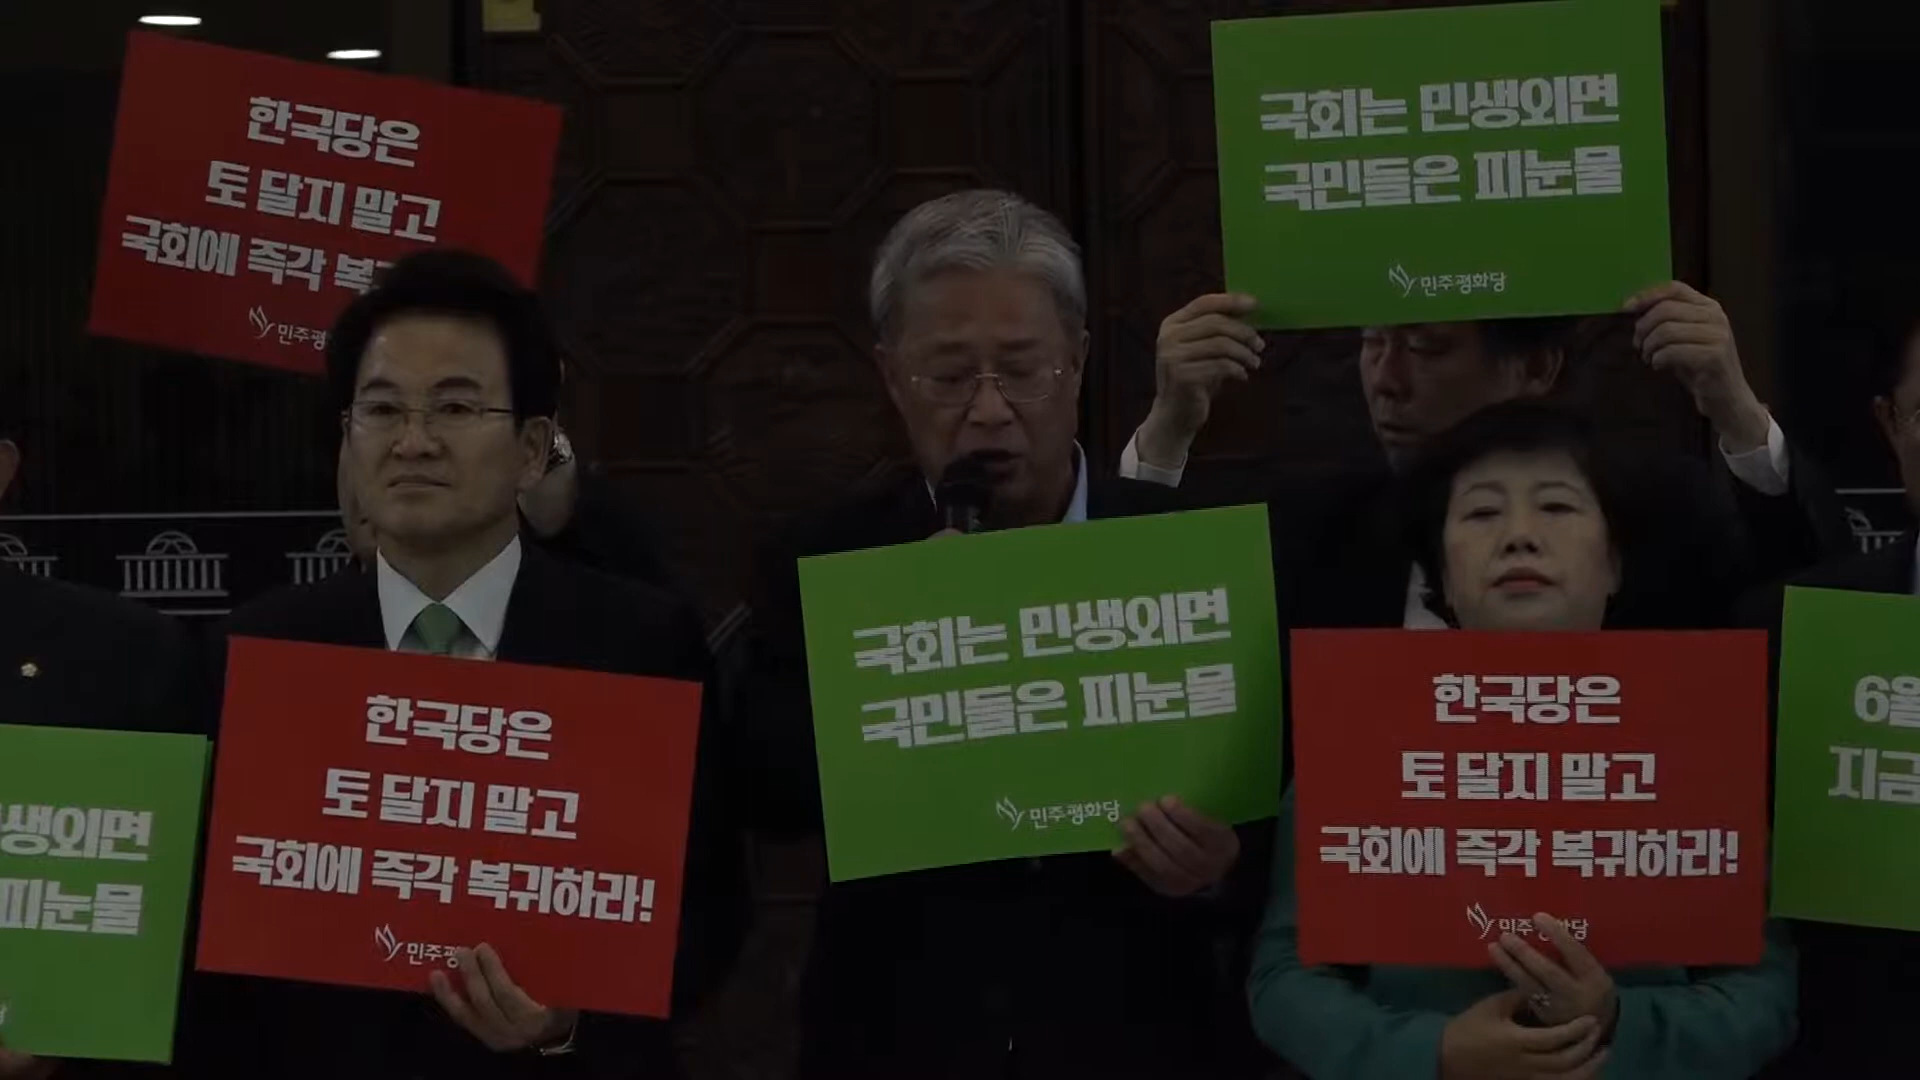 한국당은
토 달지 말고
국회에 즉각
민주평
국회는 민생외면
국민들은 피눈물
민주평화당
생외면
피눈물
한국당은
토 달지 말고
국회에 즉각 복귀하라!
민주평
국회는 민생외면
국민들은 피눈물
민주평화당
한국당은
토 달지 말고
국회에 즉각 복귀하라!
민주평화당
6월
지금